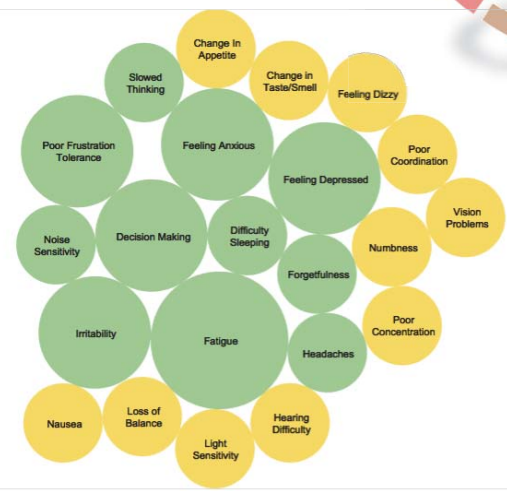 Change In
Appetite
Slowed
Thinking
Change in
Taste/Smell
Feeling Dizzy
Poor Frustration
Tolerance
Feeling Anxious
Feeling Depressed
Poor
Coordination
Noise
Sensitivity
Decision Making
Difficulty
Sleeping
Numbness
Vision
Problems
Forgetfulness
Irritability
Fatigue
Headaches
Poor
Concentration
Nausea
Loss of
Balance
Light
Sensitivity
Hearing
Difficulty